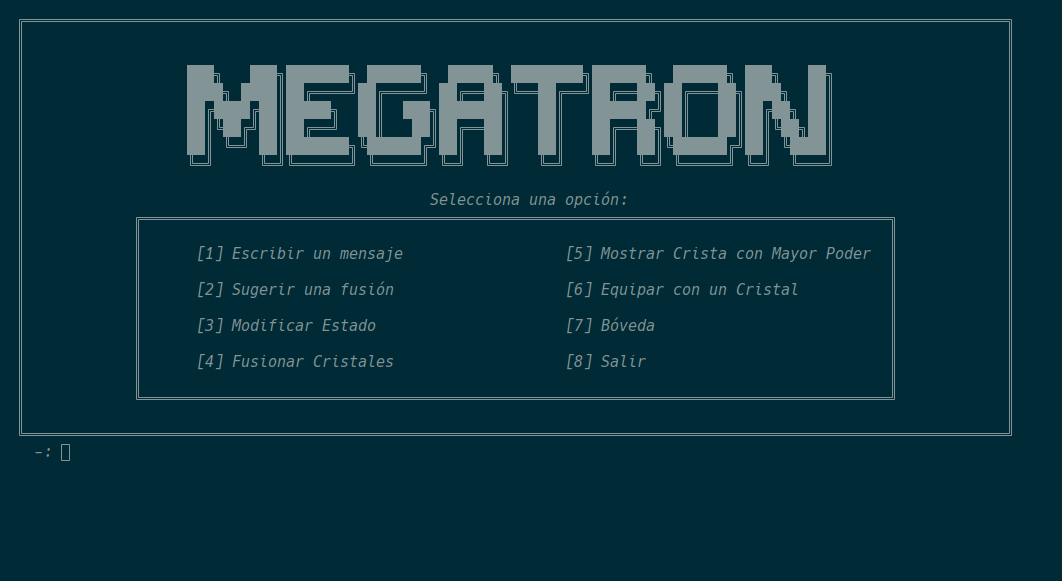 MEGATRON
Selecciona una opción:
[1] Escribir un mensaje
[2] Sugerir una fusión
[3] Modificar Estado
[4] Fusionar Cristales
[5] Mostrar Crista con Mayor Poder
[6] Equipar con un Cristal
[7] Bóveda
[8] Salir
-: